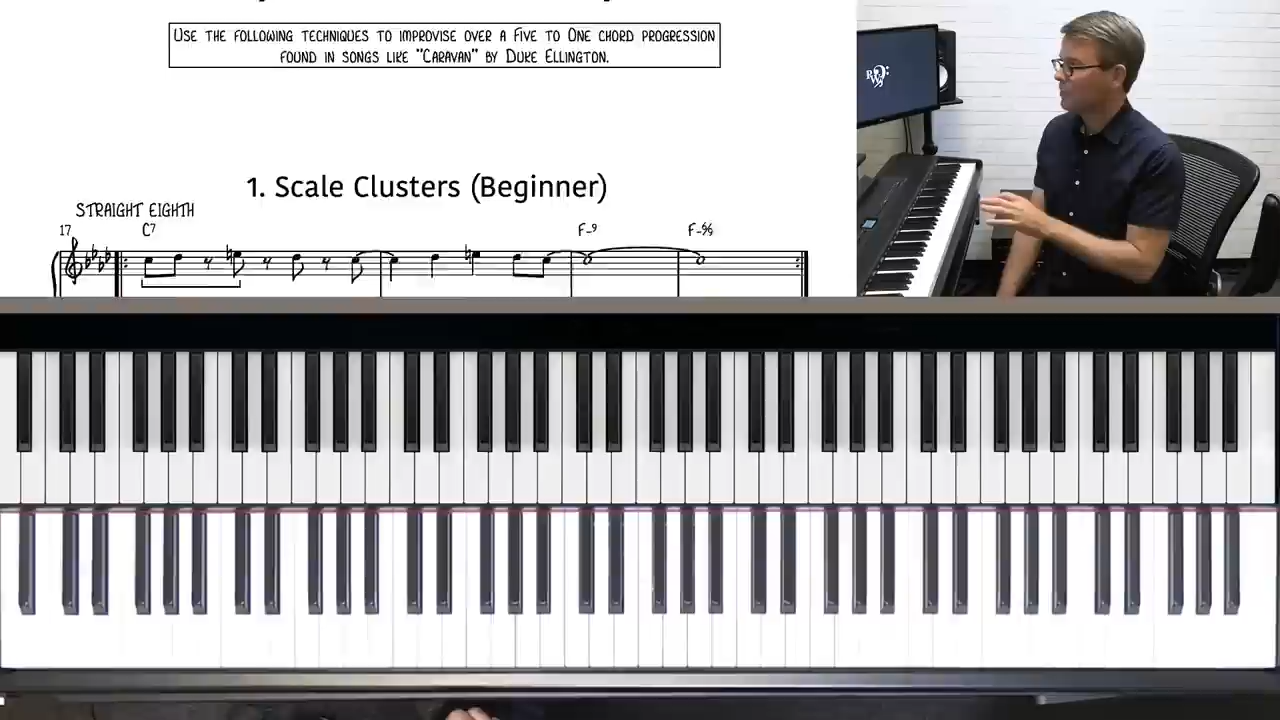 Use the following techniques to improvise over a Five to One chord progression
found in songs like "Caravan" by Duke Ellington.
1. Scale Clusters (Beginner)
STRAIGHT EIGHTH
17
C7
F-9
F-6/9